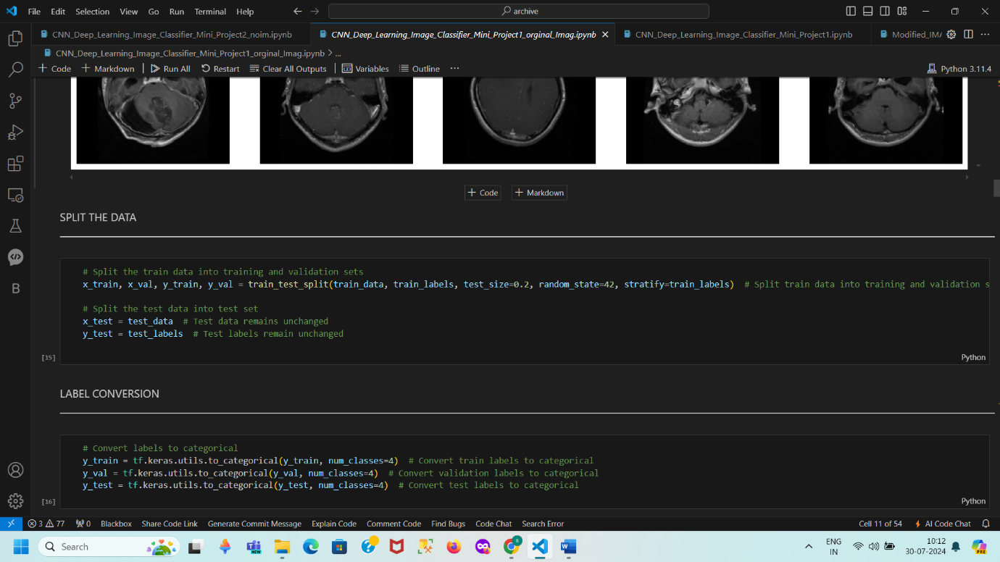 File Edit Selection View Go Run Terminal Help
archive
CNN_Deep_Learning_Image_Classifier_Mini_Project2_noim.ipynb
CNN_Deep_Learning_Image_Classifier_Mini_Project1_orginal_Imag.ipynb
CNN_Deep_Learning_Image_Classifier_Mini_Project1.ipynb
Modified_IMA
CNN_Deep_Learning_Image_Classifier_Mini_Project1_orginal_Imag.ipynb > ...
+ Code + Markdown Run All Restart Clear All Outputs Variables Outline ... Python 3.11.4
+ Code + Markdown
SPLIT THE DATA
# Split the train data into training and validation sets
x_train, x_val, y_train, y_val = train_test_split(train_data, train_labels, test_size=0.2, random_state=42, stratify=train_labels)  # Split train data into training and validation s
# Split the test data into test set
x_test = test_data  # Test data remains unchanged
y_test = test_labels  # Test labels remain unchanged
[15] Python
LABEL CONVERSION
# Convert labels to categorical
y_train = tf.keras.utils.to_categorical(y_train, num_classes=4)  # Convert train labels to categorical
y_val = tf.keras.utils.to_categorical(y_val, num_classes=4)  # Convert validation labels to categorical
y_test = tf.keras.utils.to_categorical(y_test, num_classes=4)  # Convert test labels to categorical
[16] Python
B
3 77 0 Blackbox Share Code Link Generate Commit Message Explain Code Comment Code Find Bugs Code Chat Search Error Cell 11 of 54 AI Code Chat
Search
NEW
5
ENG
IN
10:12
30-07-2024
PRE